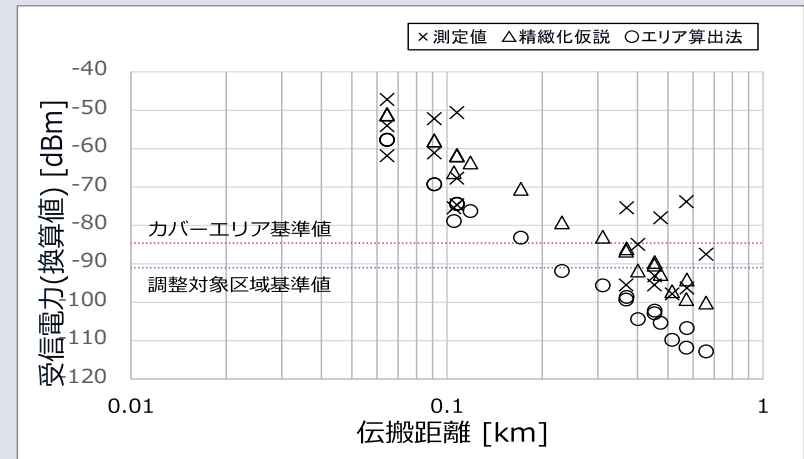 ×測定値 △精緻化仮説 ○エリア算出法
受信電力(換算値) [dBm]
-40
-50
-60
-70
-80
-90
-100
-110
-120
カバーエリア基準値
調整対象区域基準値
0.01 0.1 1
伝搬距離 [km]